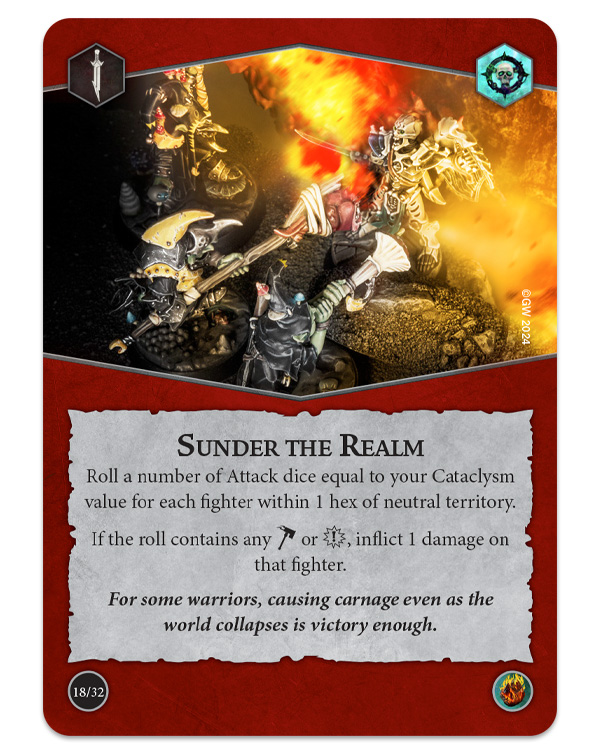 ©GW 2024
SUNDER THE REALM
Roll a number of Attack dice equal to your Cataclysm
value for each fighter within 1 hex of neutral territory.
If the roll contains any or , inflict 1 damage on
that fighter.
For some warriors, causing carnage even as the
world collapses is victory enough.
18/32